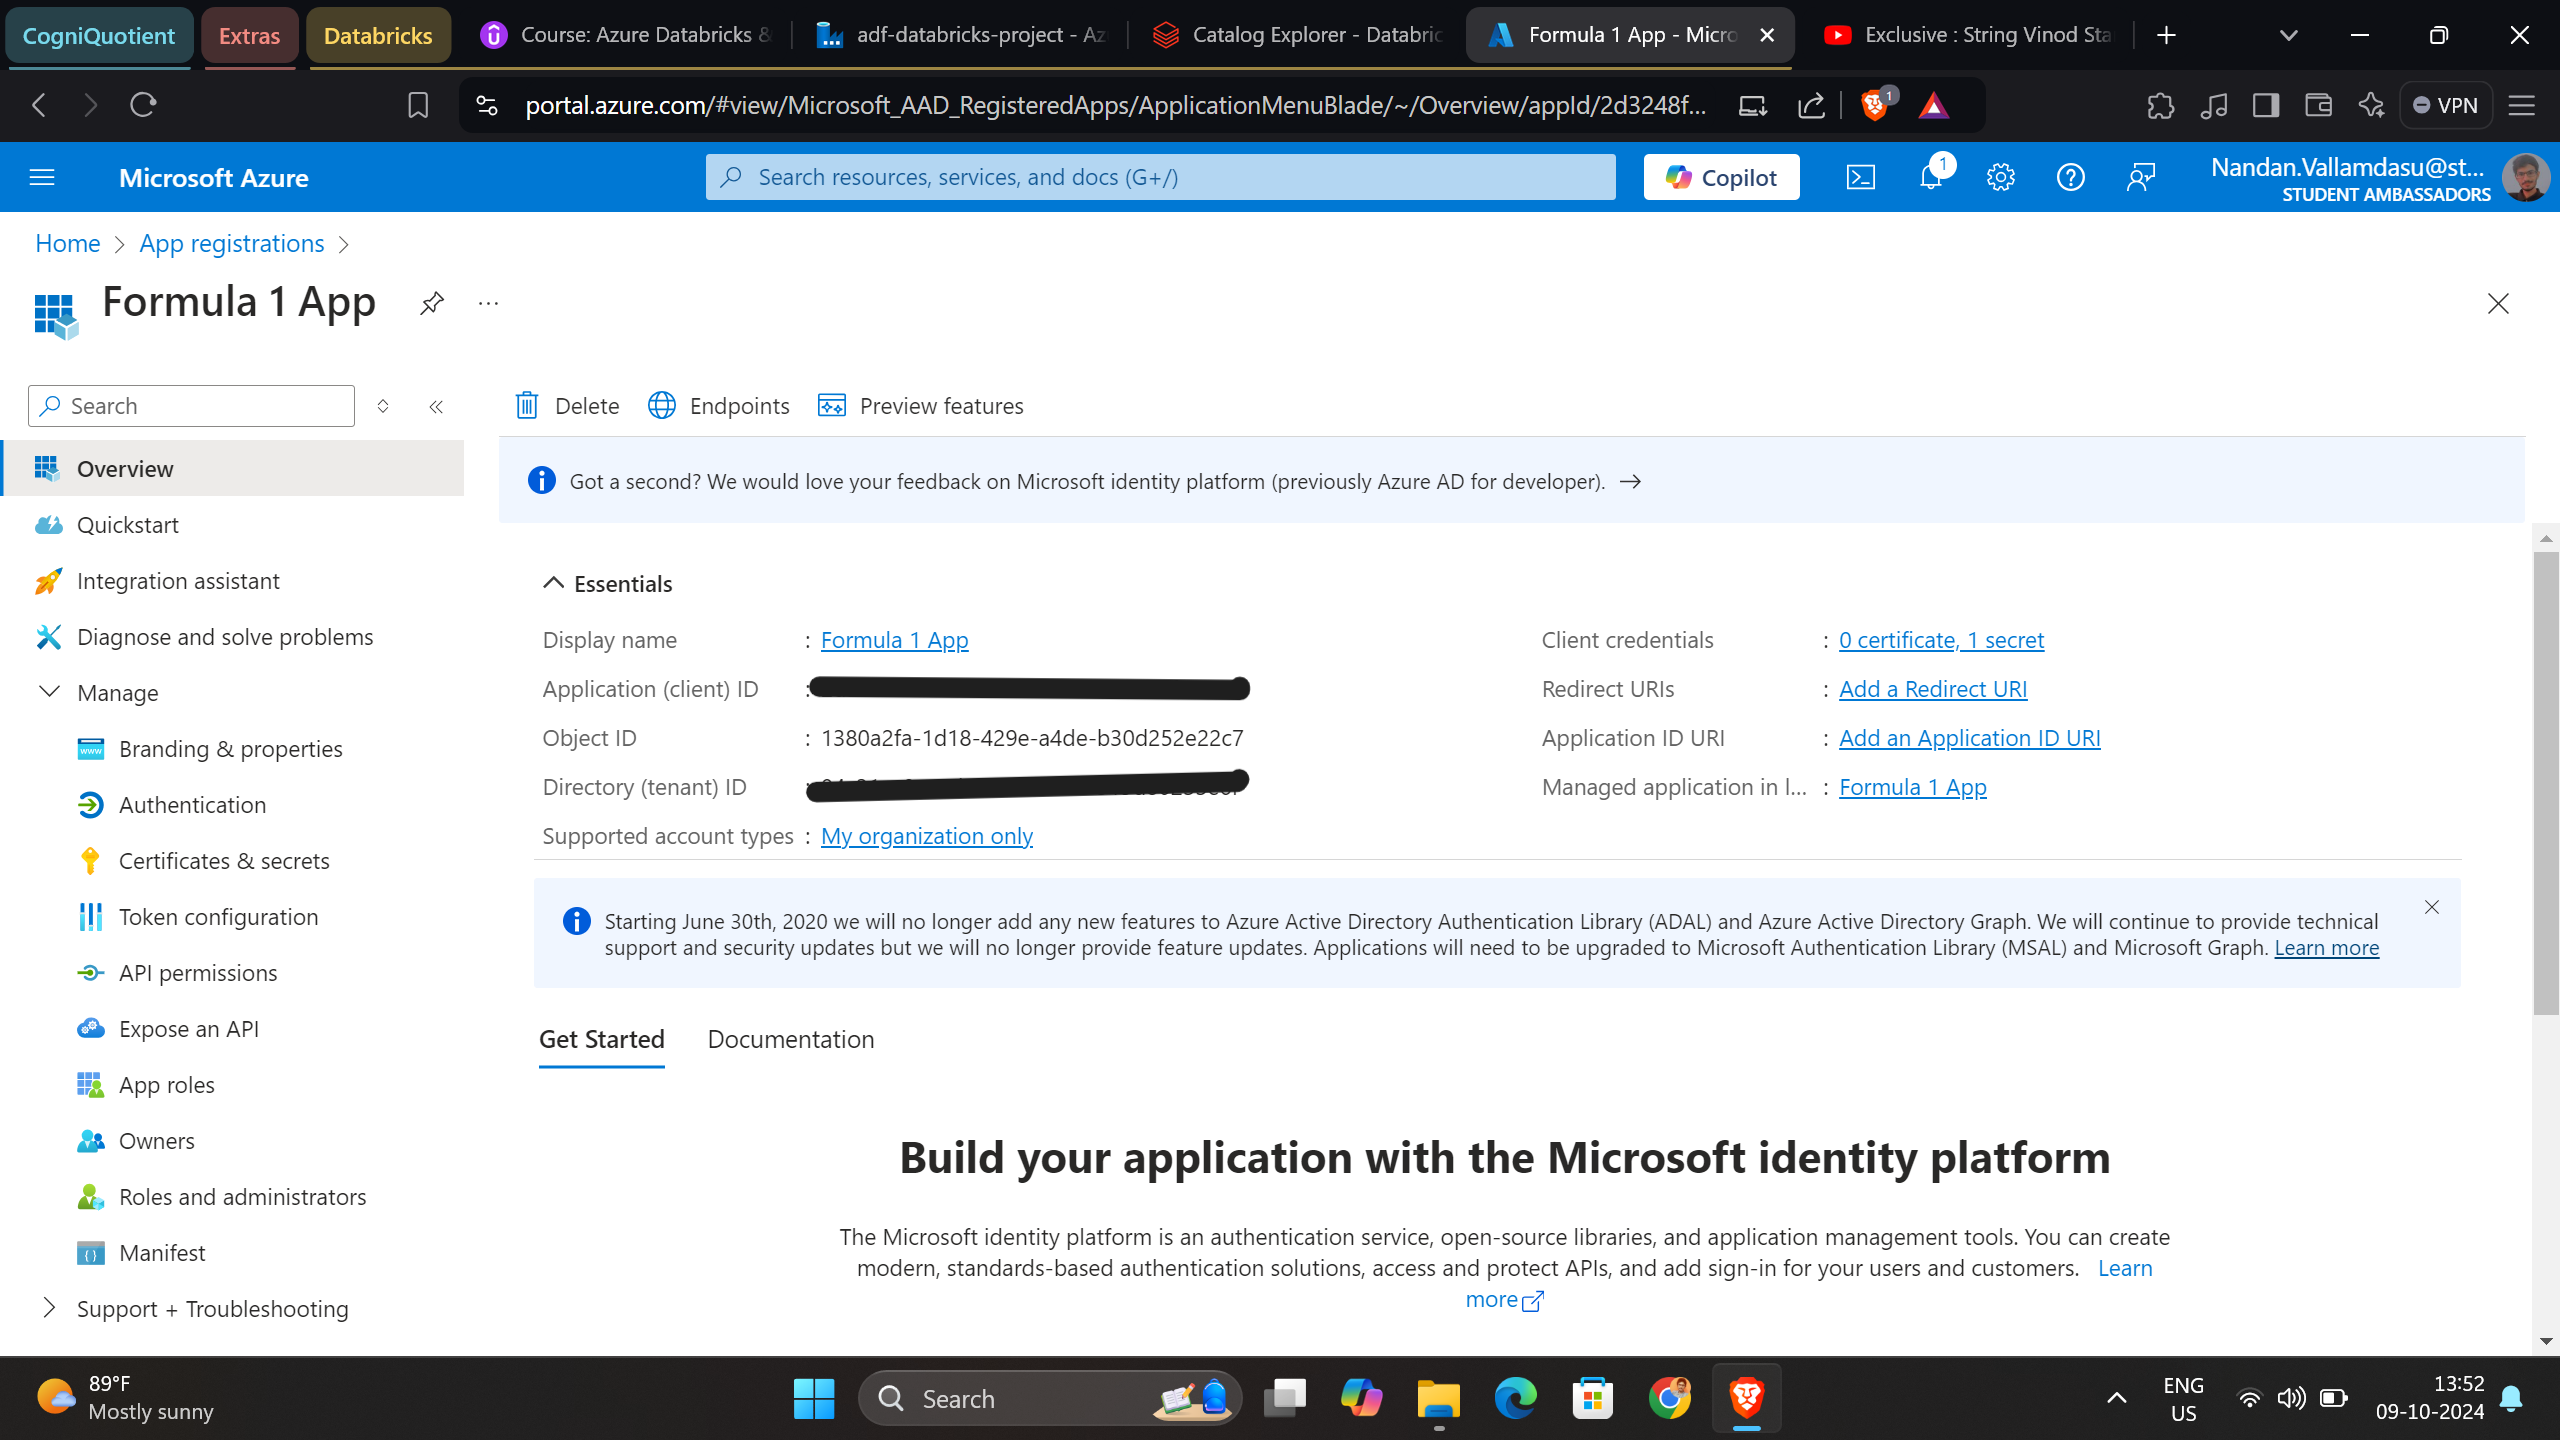 CogniQuotient
Extras
Databricks
Course: Azure Databricks &
adf-databricks-project - Az
Catalog Explorer - Databric
Formula 1 App - Micro
Exclusive : String Vinod Sta
portal.azure.com/#view/Microsoft_AAD_RegisteredApps/ApplicationMenuBlade/~/Overview/appId/2d3248f...
1
VPN
Microsoft Azure
Search resources, services, and docs (G+/)
Copilot
1
Nandan.Vallamdasu@st...
STUDENT AMBASSADORS
Home
App registrations
Formula 1 App
Search
Delete
Endpoints
Preview features
Overview
Quickstart
Integration assistant
Diagnose and solve problems
Manage
Branding & properties
Authentication
Certificates & secrets
Token configuration
API permissions
Expose an API
App roles
Owners
Roles and administrators
Manifest
Support + Troubleshooting
Got a second? We would love your feedback on Microsoft identity platform (previously Azure AD for developer).
Essentials
Display name : Formula 1 App
Application (client) ID :
Object ID : 1380a2fa-1d18-429e-a4de-b30d252e22c7
Directory (tenant) ID
Supported account types : My organization only
Client credentials : 0 certificate, 1 secret
Redirect URIs : Add a Redirect URI
Application ID URI : Add an Application ID URI
Managed application in l... : Formula 1 App
Starting June 30th, 2020 we will no longer add any new features to Azure Active Directory Authentication Library (ADAL) and Azure Active Directory Graph. We will continue to provide technical
support and security updates but we will no longer provide feature updates. Applications will need to be upgraded to Microsoft Authentication Library (MSAL) and Microsoft Graph. Learn more
Get Started
Documentation
Build your application with the Microsoft identity platform
The Microsoft identity platform is an authentication service, open-source libraries, and application management tools. You can create
modern, standards-based authentication solutions, access and protect APIs, and add sign-in for your users and customers. Learn
more
89°F
Mostly sunny
Search
ENG
US
13:52
09-10-2024